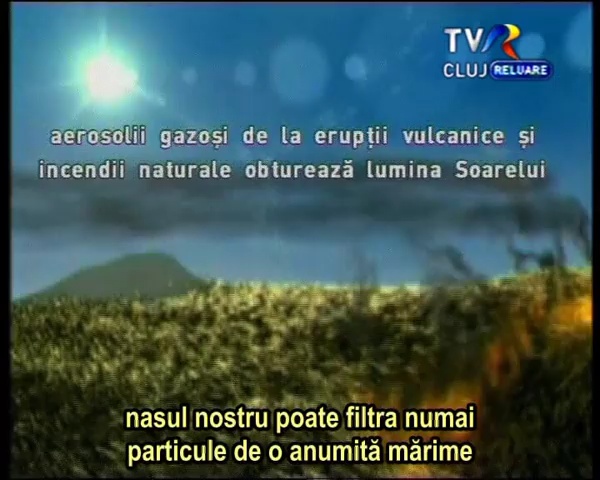 TVR
CLUJ RELUARE
aerosolii gazoși de la erupții vulcanice și
incendii naturale obturează lumina Soarelui
nasul nostru poate filtra numai
particule de o anumită mărime